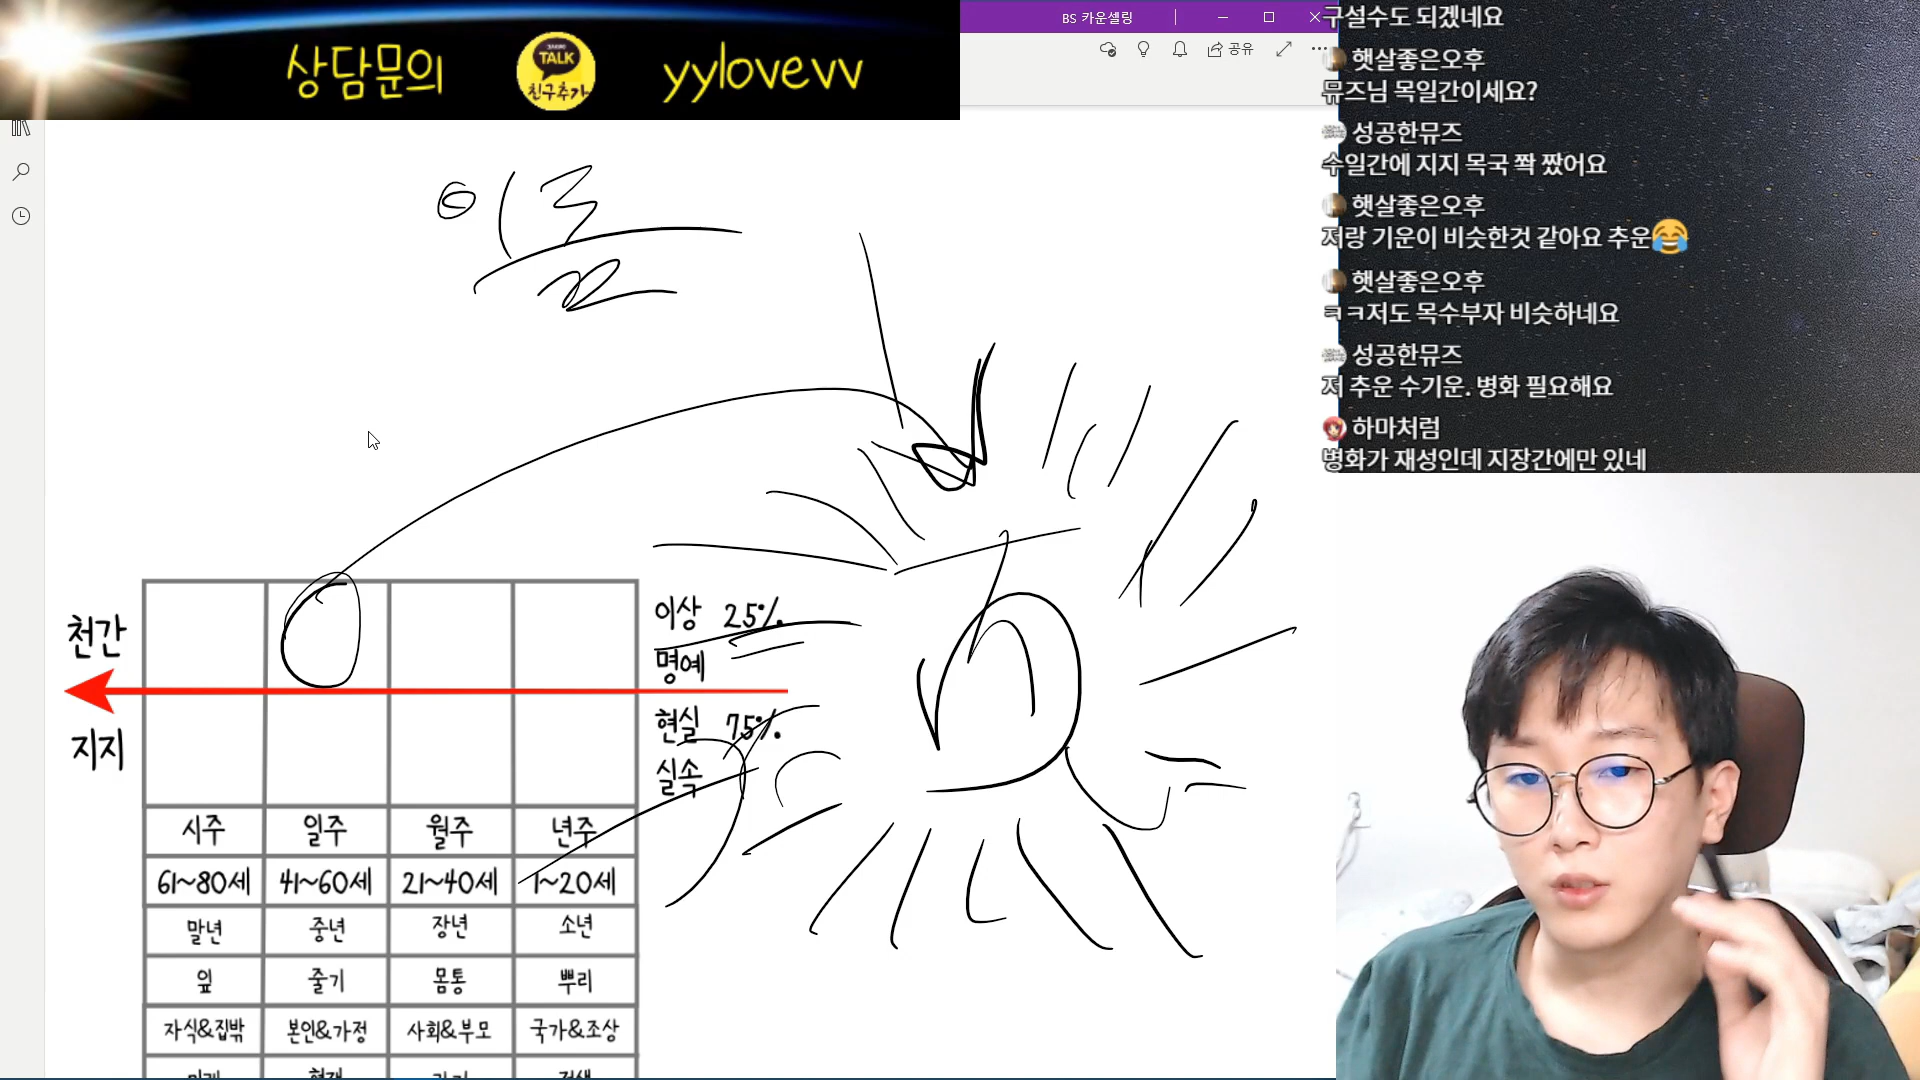 상담문의
TALK
친구추가
yylovevv
BS 카운셀링
공유
구설수도 되겠네요
햇살좋은오후
뮤즈님 목일간이세요?
성공한뮤즈
수일간에 지지 목국 쫙 짰어요
햇살좋은오후
저랑 기운이 비슷한것 같아요 추운😂
햇살좋은오후
ㅋㅋ저도 목수부자 비슷하네요
성공한뮤즈
저 추운 수기운. 병화 필요해요
하마처럼
병화가 재성인데 지장간에만 있네
천간
지지
이상 25%
명예
현실 75%
실속
시주 일주 월주 년주
61~80세 41~60세 21~40세 1~20세
말년 중년 장년 소년
잎 줄기 몸통 뿌리
자식&집밖 본인&가정 사회&부모 국가&조상